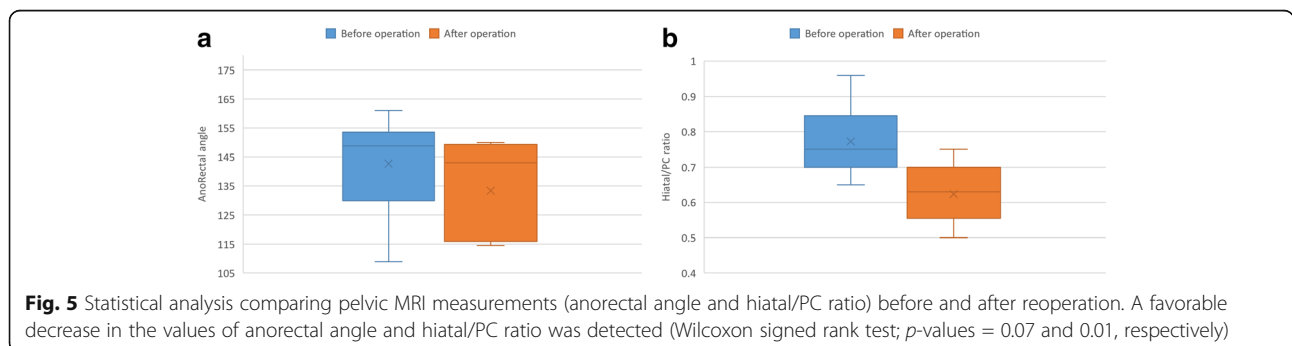 a
Before operation After operation
175
165
155
145
135
125
115
105
AnoRectal angle
b
Before operation After operation
1
0.9
0.8
0.7
0.6
0.5
0.4
Hiatal/PC ratio
Fig. 5 Statistical analysis comparing pelvic MRI measurements (anorectal angle and hiatal/PC ratio) before and after reoperation. A favorable
decrease in the values of anorectal angle and hiatal/PC ratio was detected (Wilcoxon signed rank test; p-values = 0.07 and 0.01, respectively)